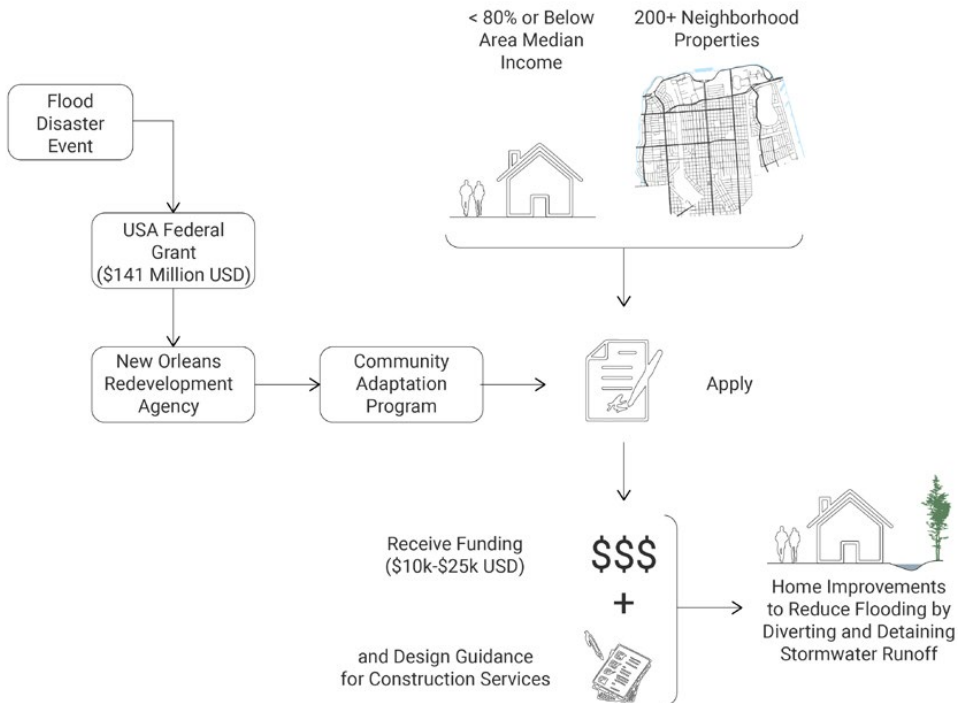 < 80% or Below
Area Median
Income
200+ Neighborhood
Properties
Flood
Disaster
Event
USA Federal
Grant
($141 Million USD)
New Orleans
Redevelopment
Agency
Community
Adaptation
Program
Apply
Receive Funding
($10k-$25k USD)
$$$
+
and Design Guidance
for Construction Services
Home Improvements
to Reduce Flooding by
Diverting and Detaining
Stormwater Runoff